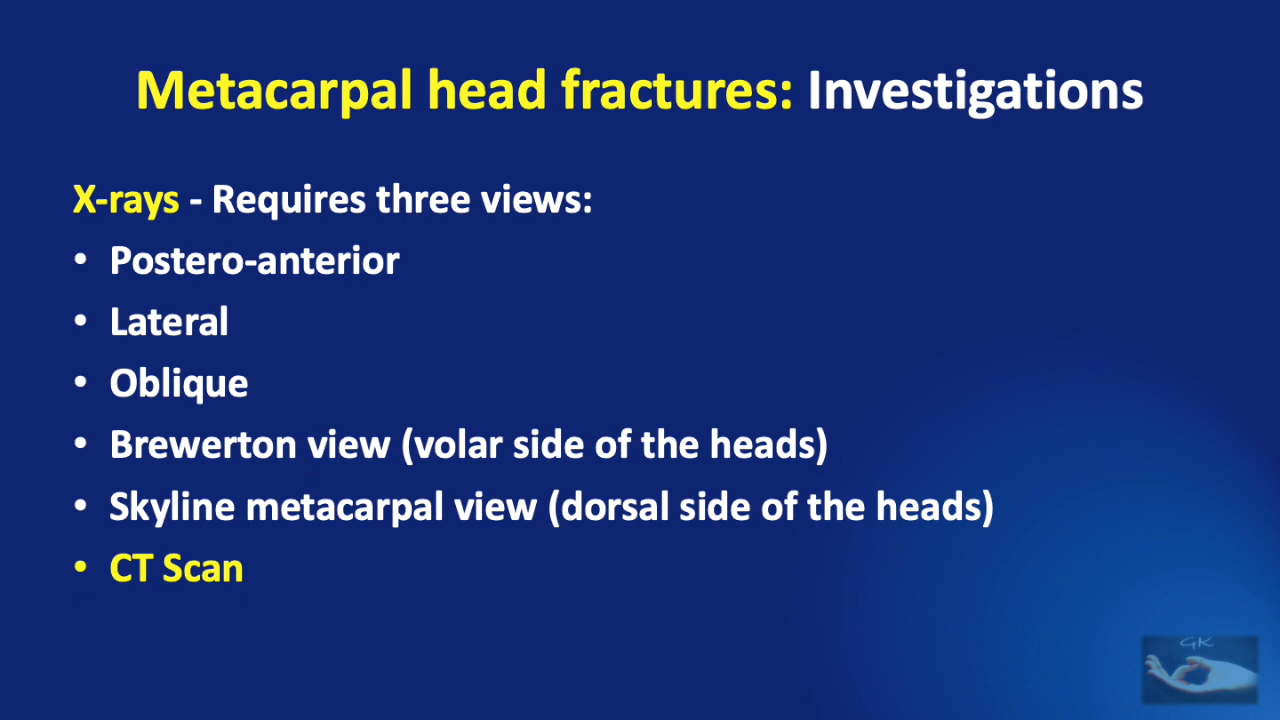 Metacarpal head fractures: Investigations
X-rays - Requires three views:
• Postero-anterior
• Lateral
• Oblique
• Brewerton view (volar side of the heads)
• Skyline metacarpal view (dorsal side of the heads)
• CT Scan
GK